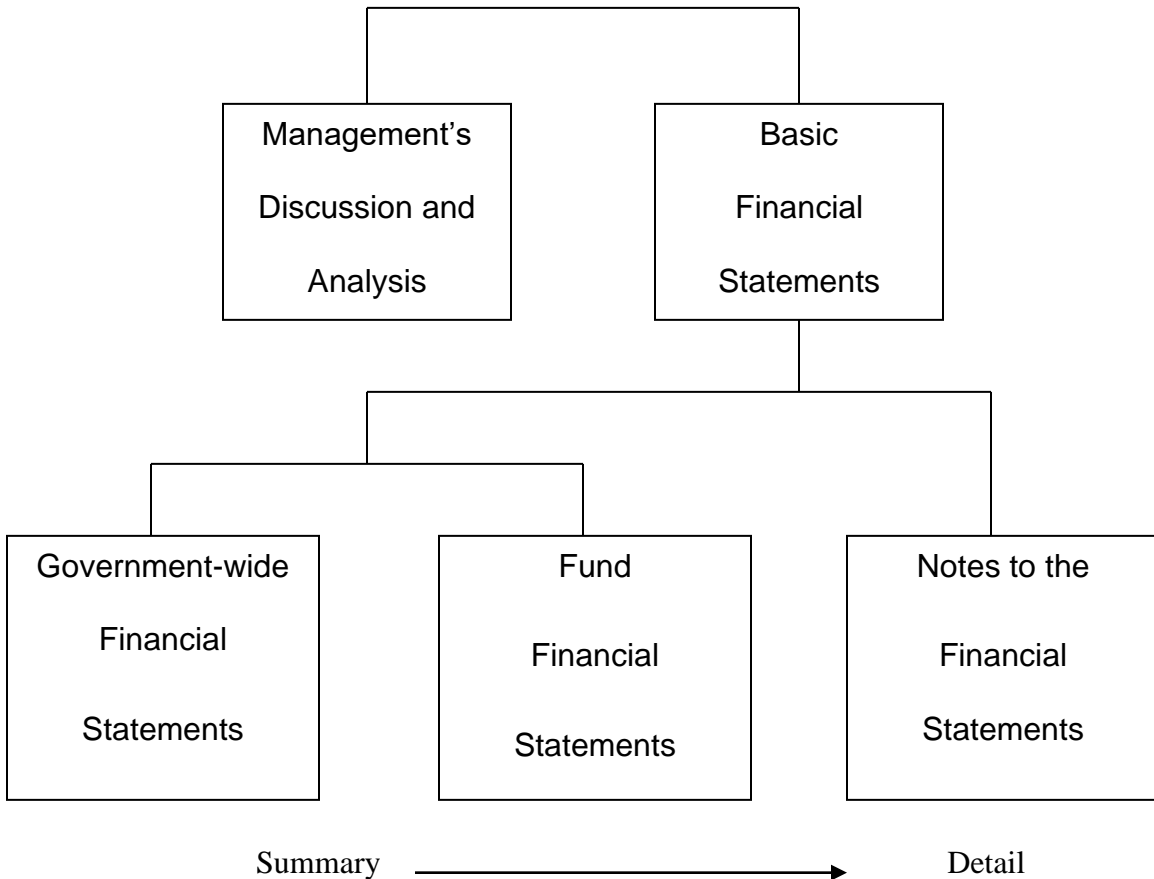 Management’s
Discussion and
Analysis
Basic
Financial
Statements
Government-wide
Financial
Statements
Fund
Financial
Statements
Notes to the
Financial
Statements
Summary
Detail